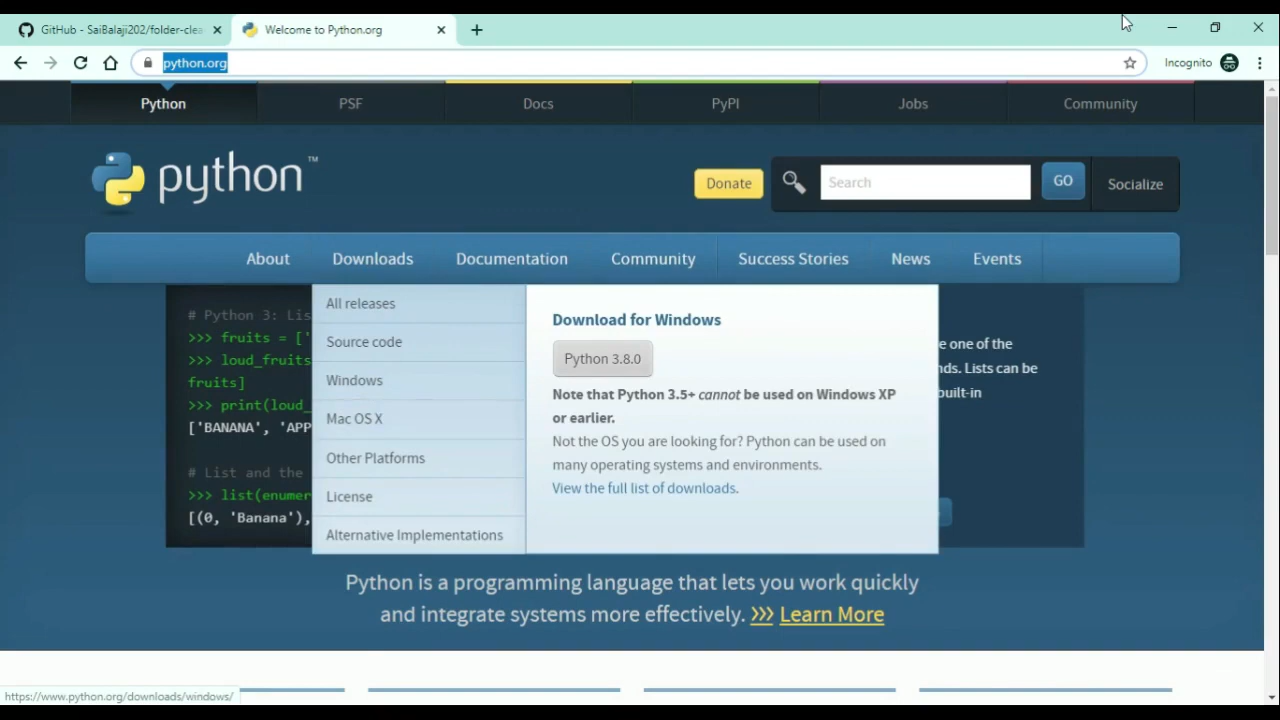 GitHub - SaiBalaji202/folder-clea
Welcome to Python.org
python.org
Incognito
Python
PSF
Docs
PyPI
Jobs
Community
python™
Donate
Search
GO
Socialize
About
Downloads
Documentation
Community
Success Stories
News
Events
# Python 3: Lis
>>> fruits = ['
>>> loud_fruits
fruits]
>>> print(loud_
['BANANA', 'APP
# List and the
>>> list(enumer
[(0, 'Banana'),
All releases
Source code
Windows
Mac OS X
Other Platforms
License
Alternative Implementations
Download for Windows
Python 3.8.0
Note that Python 3.5+ cannot be used on Windows XP
or earlier.
Not the OS you are looking for? Python can be used on
many operating systems and environments.
View the full list of downloads.
e one of the
nds. Lists can be
built-in
Python is a programming language that lets you work quickly
and integrate systems more effectively. >>> Learn More
https://www.python.org/downloads/windows/